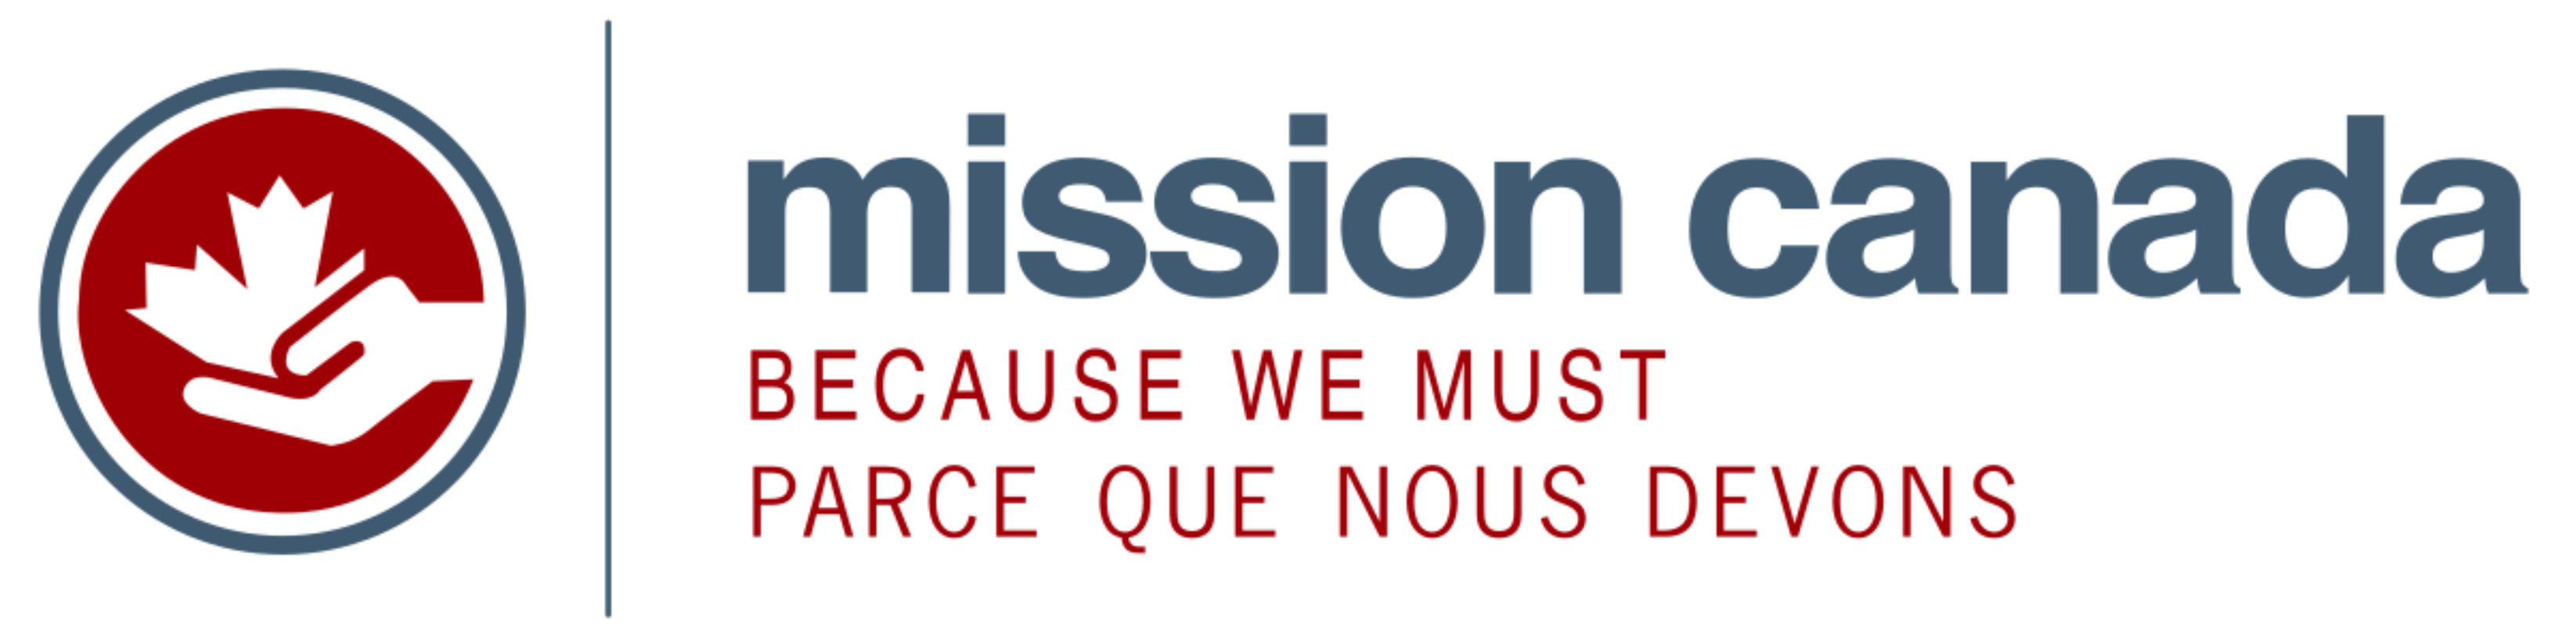 mission canada
BECAUSE WE MUST
PARCE QUE NOUS DEVONS